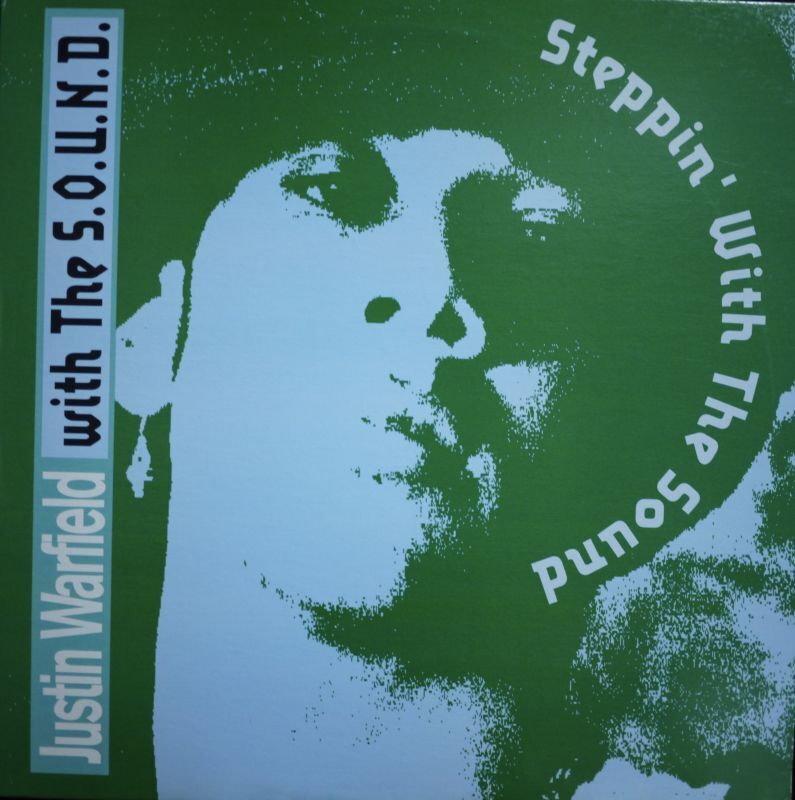 Justin Warfield with The S.O.U.N.D.
Steppin' With The Sound